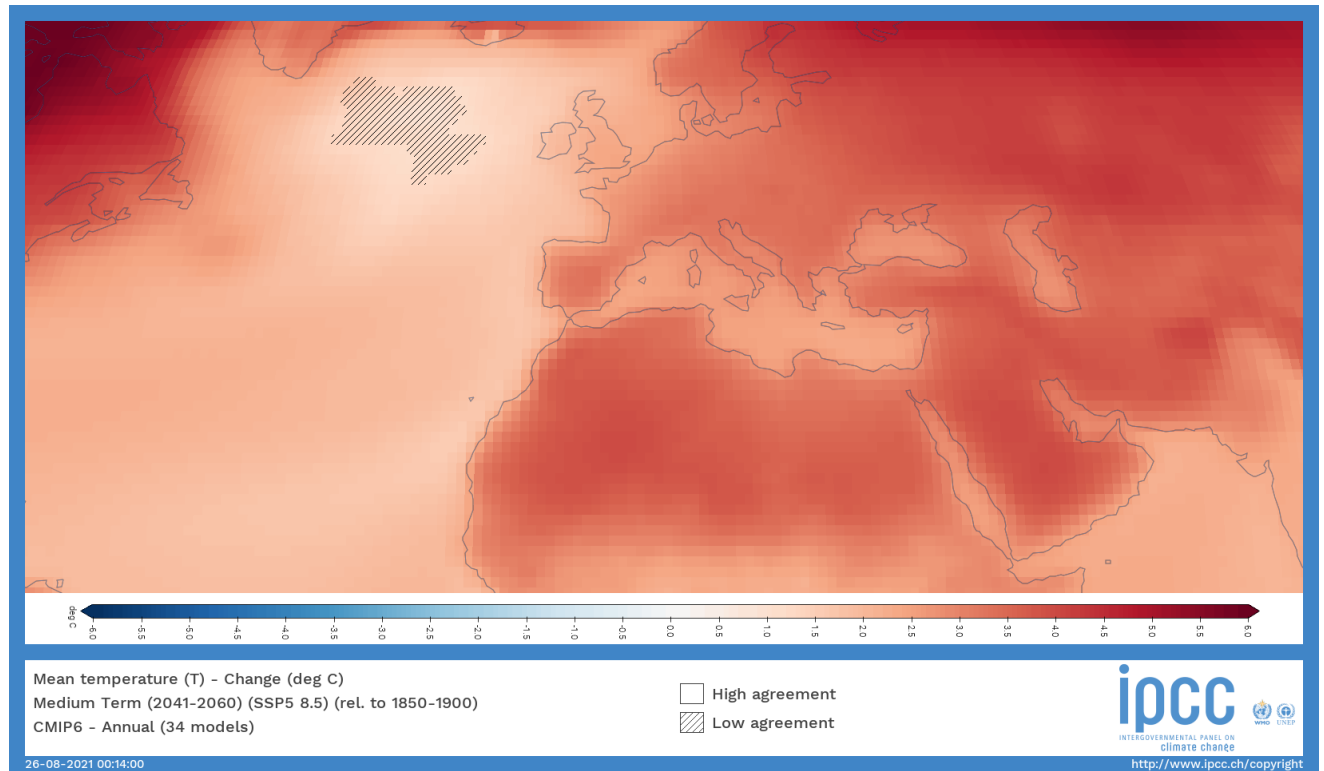 deg C
-6.0 -5.5 -5.0 -4.5 -4.0 -3.5 -3.0 -2.5 -2.0 -1.5 -1.0 -0.5 0.0 0.5 1.0 1.5 2.0 2.5 3.0 3.5 4.0 4.5 5.0 5.5 6.0
Mean temperature (T) - Change (deg C)
Medium Term (2041-2060) (SSP5 8.5) (rel. to 1850-1900)
CMIP6 - Annual (34 models)
High agreement
Low agreement
ipcc
INTERGOVERNMENTAL PANEL ON
climate change
WMO
UNEP
26-08-2021 00:14:00
http://www.ipcc.ch/copyright